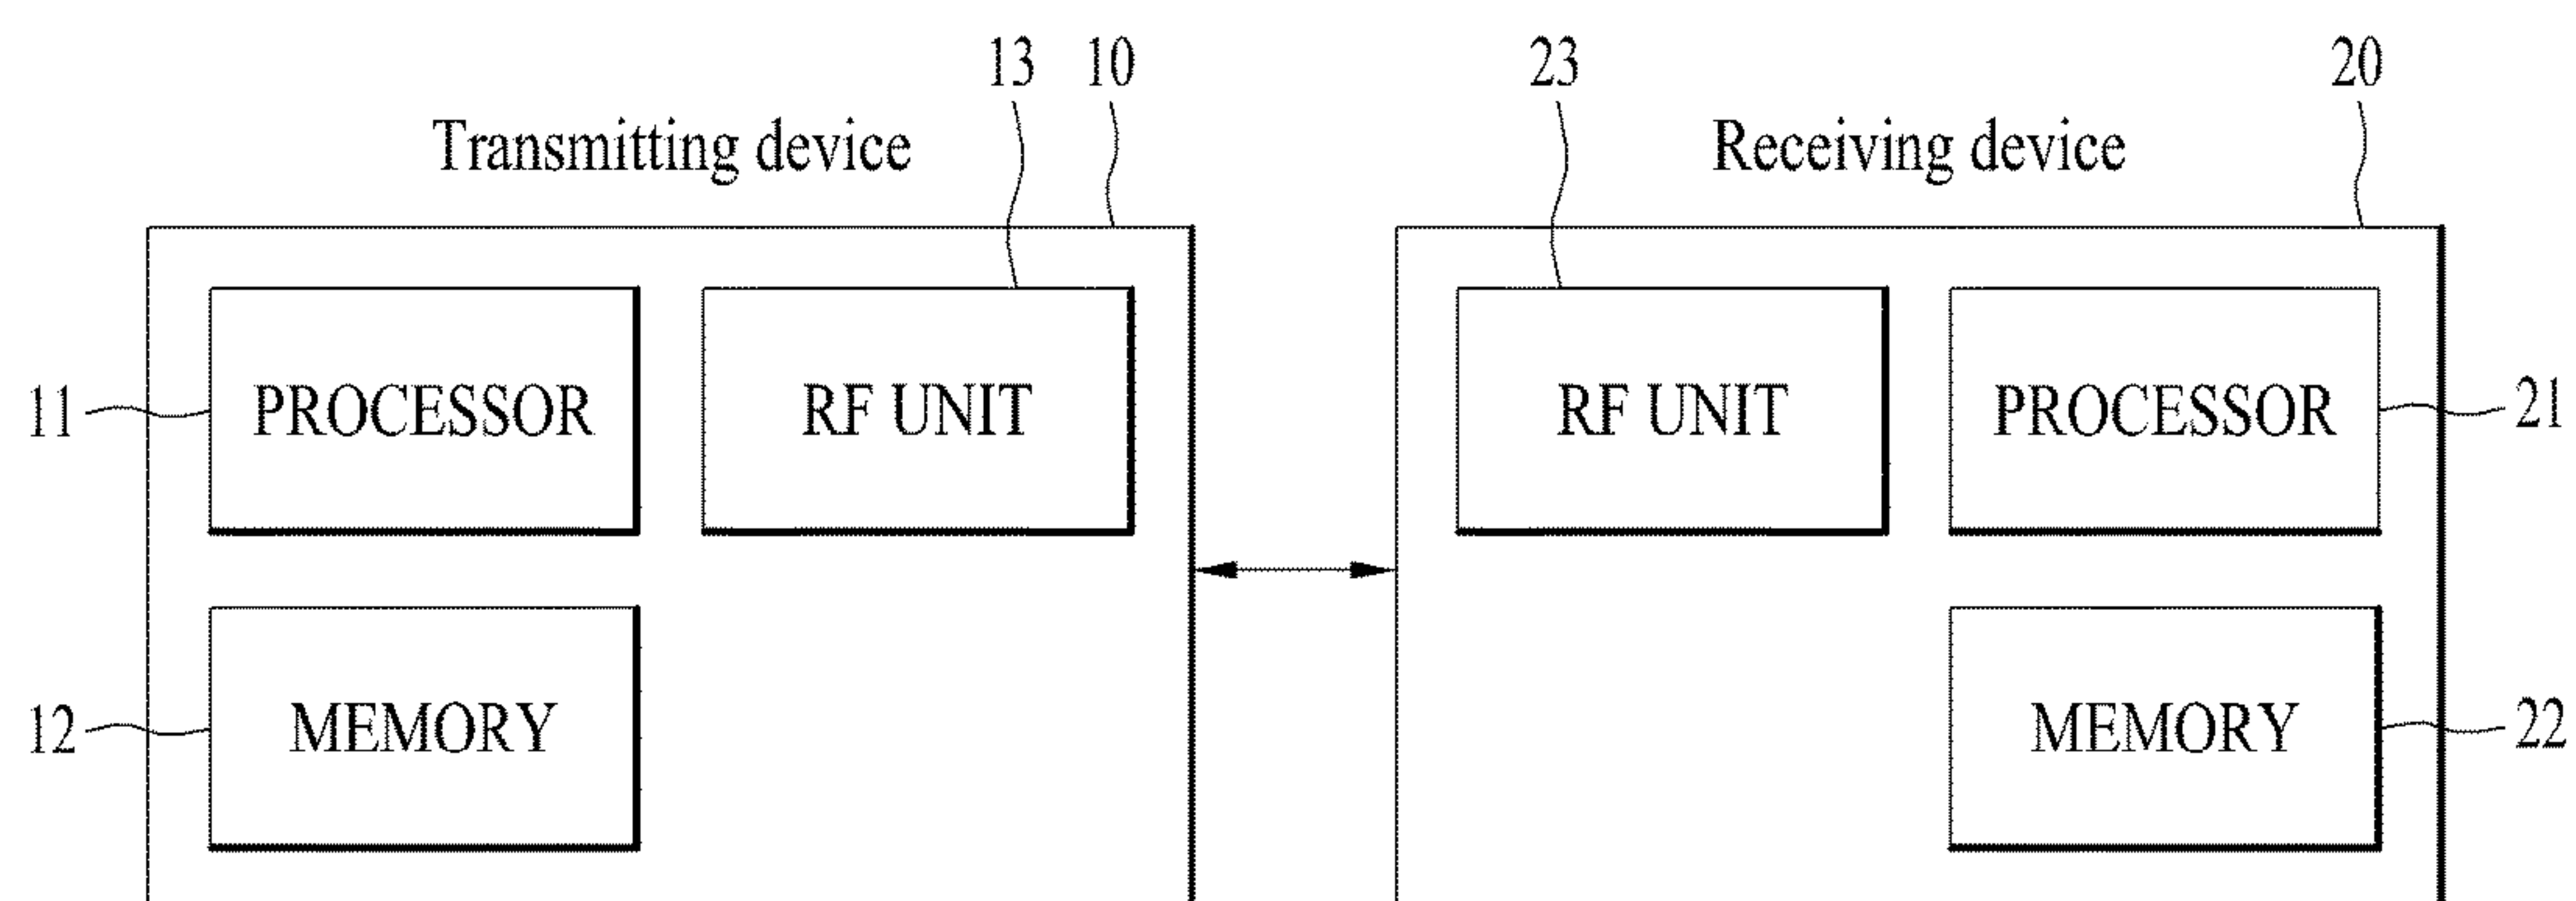 13 10 23 20
Transmitting device Receiving device
11 PROCESSOR RF UNIT RF UNIT PROCESSOR 21
12 MEMORY MEMORY 22